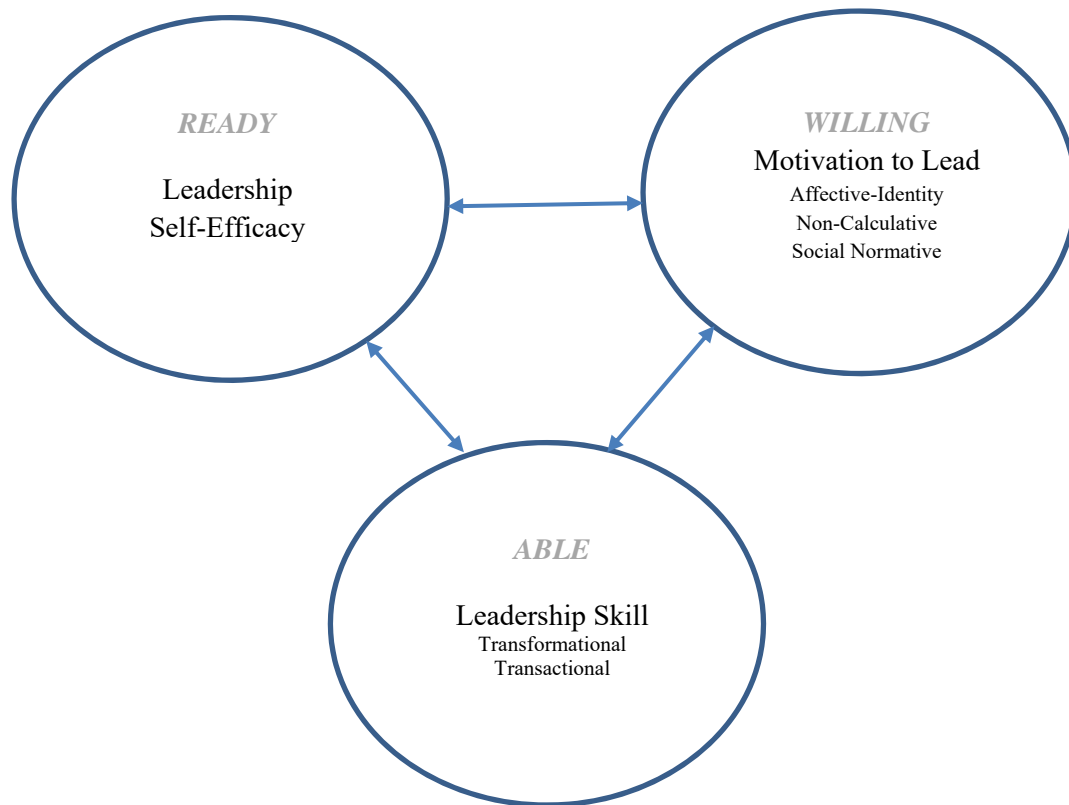 READY
Leadership
Self-Efficacy
WILLING
Motivation to Lead
Affective-Identity
Non-Calculative
Social Normative
ABLE
Leadership Skill
Transformational
Transactional